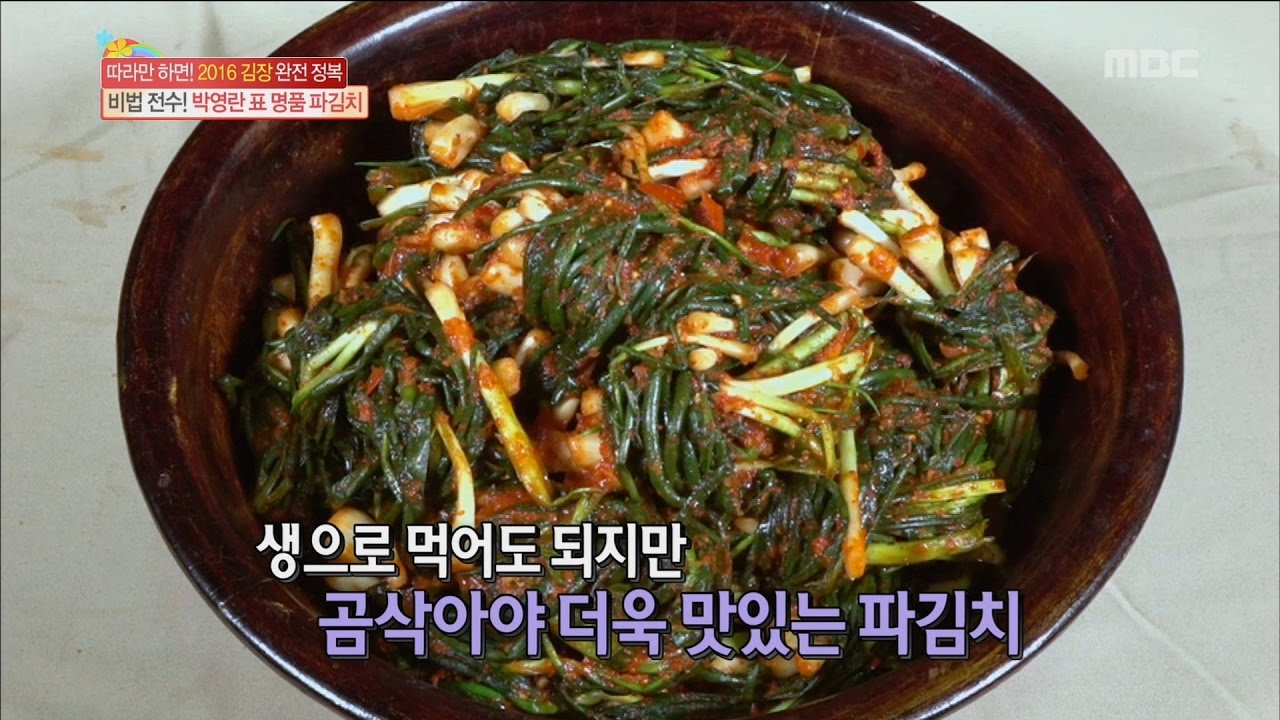 따라만 하면! 2016 김장 완전 정복
비법 전수! 박영란 표 명품 파김치
MBC
생으로 먹어도 되지만
곰삭아야 더욱 맛있는 파김치